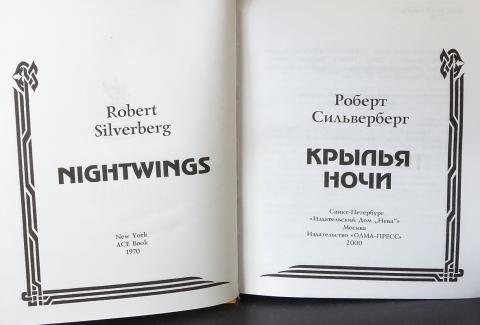 Robert
Silverberg
NIGHTWINGS
New York
ACE Book
1970
Роберт
Сильверберг
КРЫЛЬЯ
НОЧИ
Санкт-Петербург
«Издательский Дом „Нева"»
Москва
Издательство «ОЛМА-ПРЕСС»
2000